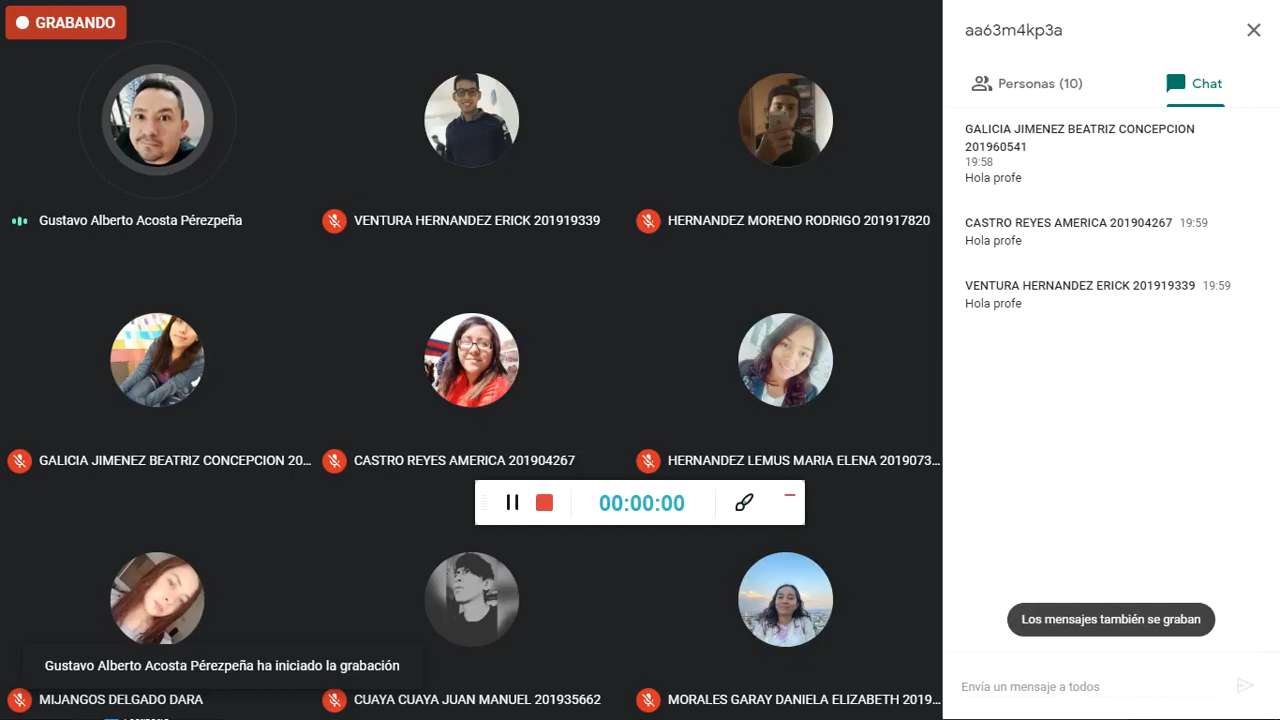 GRABANDO
Gustavo Alberto Acosta Pérezpeña
VENTURA HERNANDEZ ERICK 201919339
HERNANDEZ MORENO RODRIGO 201917820
GALICIA JIMENEZ BEATRIZ CONCEPCION 20...
CASTRO REYES AMERICA 201904267
HERNANDEZ LEMUS MARIA ELENA 2019073...
00:00:00
Gustavo Alberto Acosta Pérezpeña ha iniciado la grabación
MIJANGOS DELGADO DARA
CUAYA CUAYA JUAN MANUEL 201935662
MORALES GARAY DANIELA ELIZABETH 2019...
aa63m4kp3a
Personas (10)
Chat
GALICIA JIMENEZ BEATRIZ CONCEPCION
201960541
19:58
Hola profe
CASTRO REYES AMERICA 201904267 19:59
Hola profe
VENTURA HERNANDEZ ERICK 201919339 19:59
Hola profe
Los mensajes también se graban
Envía un mensaje a todos